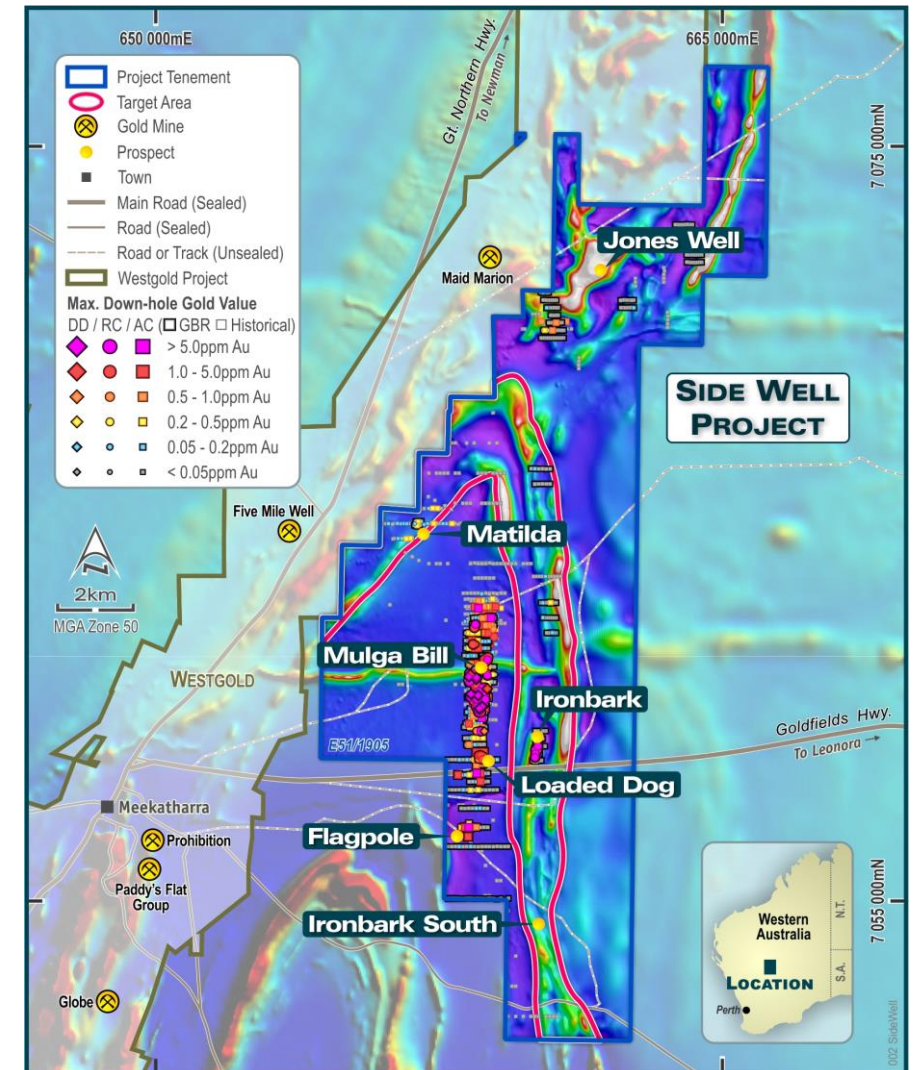 650 000mE
665 000mE
Project Tenement
Target Area
Gold Mine
Prospect
Town
Main Road (Sealed)
Road (Sealed)
Road or Track (Unsealed)
Westgold Project
Max. Down-hole Gold Value
DD / RC / AC (GBR Historical)
> 5.0ppm Au
1.0 - 5.0ppm Au
0.5 - 1.0ppm Au
0.2 - 0.5ppm Au
0.05 - 0.2ppm Au
< 0.05ppm Au
Gt. Northern Hwy.
To Newman
7 075 000mN
Jones Well
Maid Marion
SIDE WELL
PROJECT
Five Mile Well
Matilda
2km
MGA Zone 50
Mulga Bill
WESTGOLD
Ironbark
Goldfields Hwy.
To Leonora
E51/1905
Loaded Dog
Meekatharra
Prohibition
Flagpole
Paddy's Flat
Group
Ironbark South
7 055 000mN
Globe
Western
Australia
N.T.
S.A.
LOCATION
Perth
002 SideWell